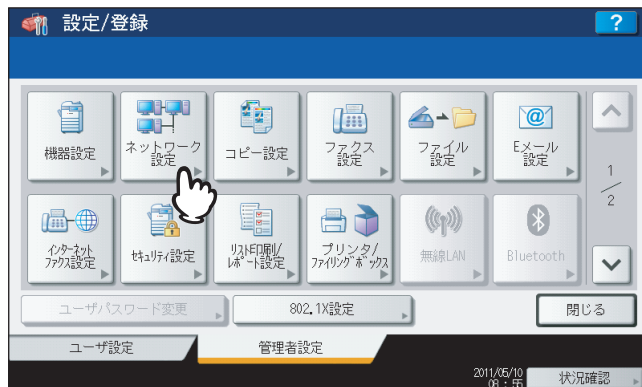 設定/登録
?
機器設定
ネットワーク
設定
コピー設定
ファクス
設定
ファイル
設定
Eメール
設定
1
2
インターネット
ファクス設定
セキュリティ設定
リスト印刷/
レポート設定
プリンタ/
ファイリングボックス
無線LAN
Bluetooth
ユーザパスワード変更
802.1X設定
閉じる
ユーザ設定
管理者設定
2011/05/10
08:55
状況確認